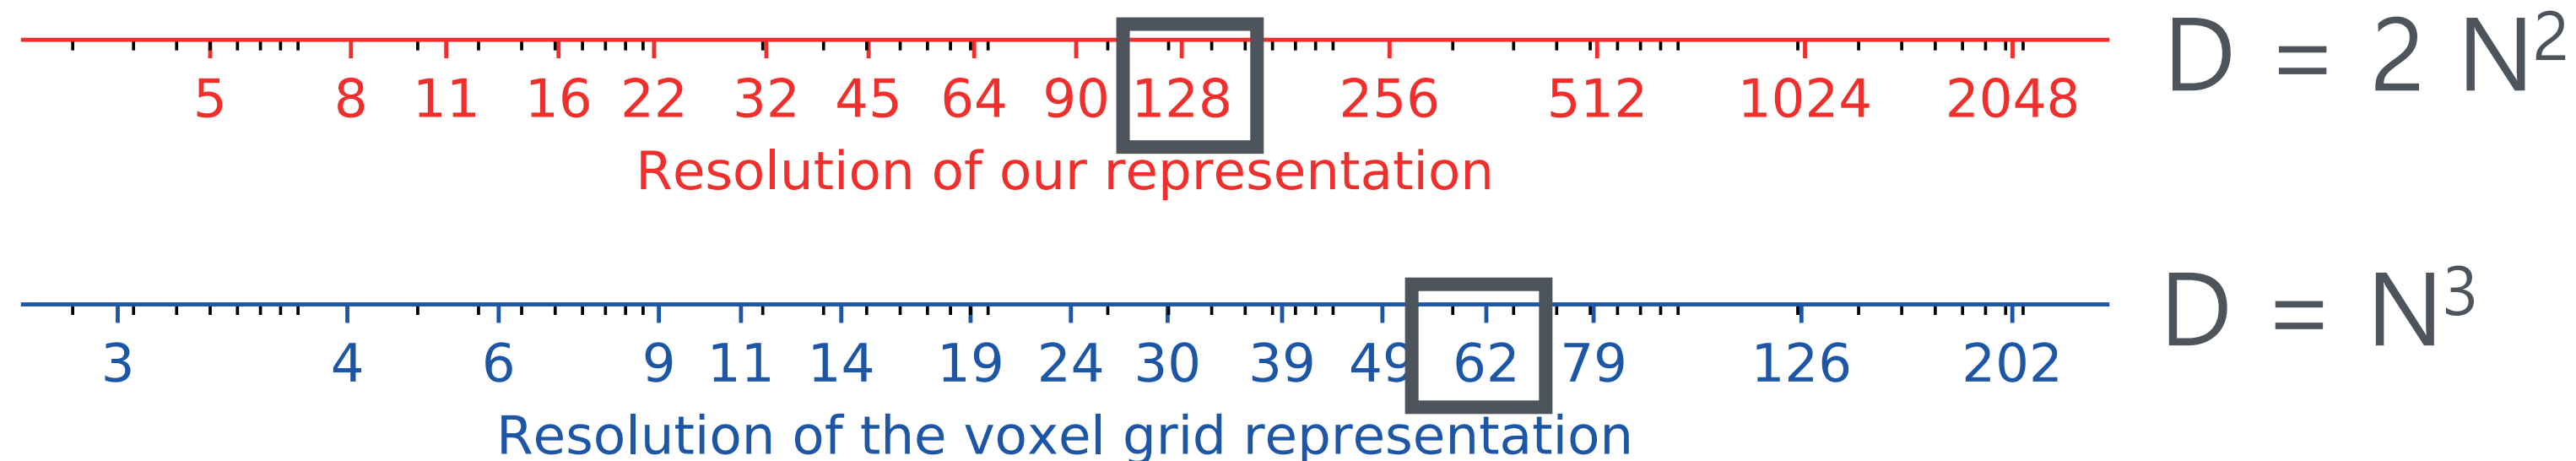 5 8 11 16 22 32 45 64 90 128 256 512 1024 2048 D = 2 N²
Resolution of our representation
3 4 6 9 11 14 19 24 30 39 49 62 79 126 202 D = N³
Resolution of the voxel grid representation